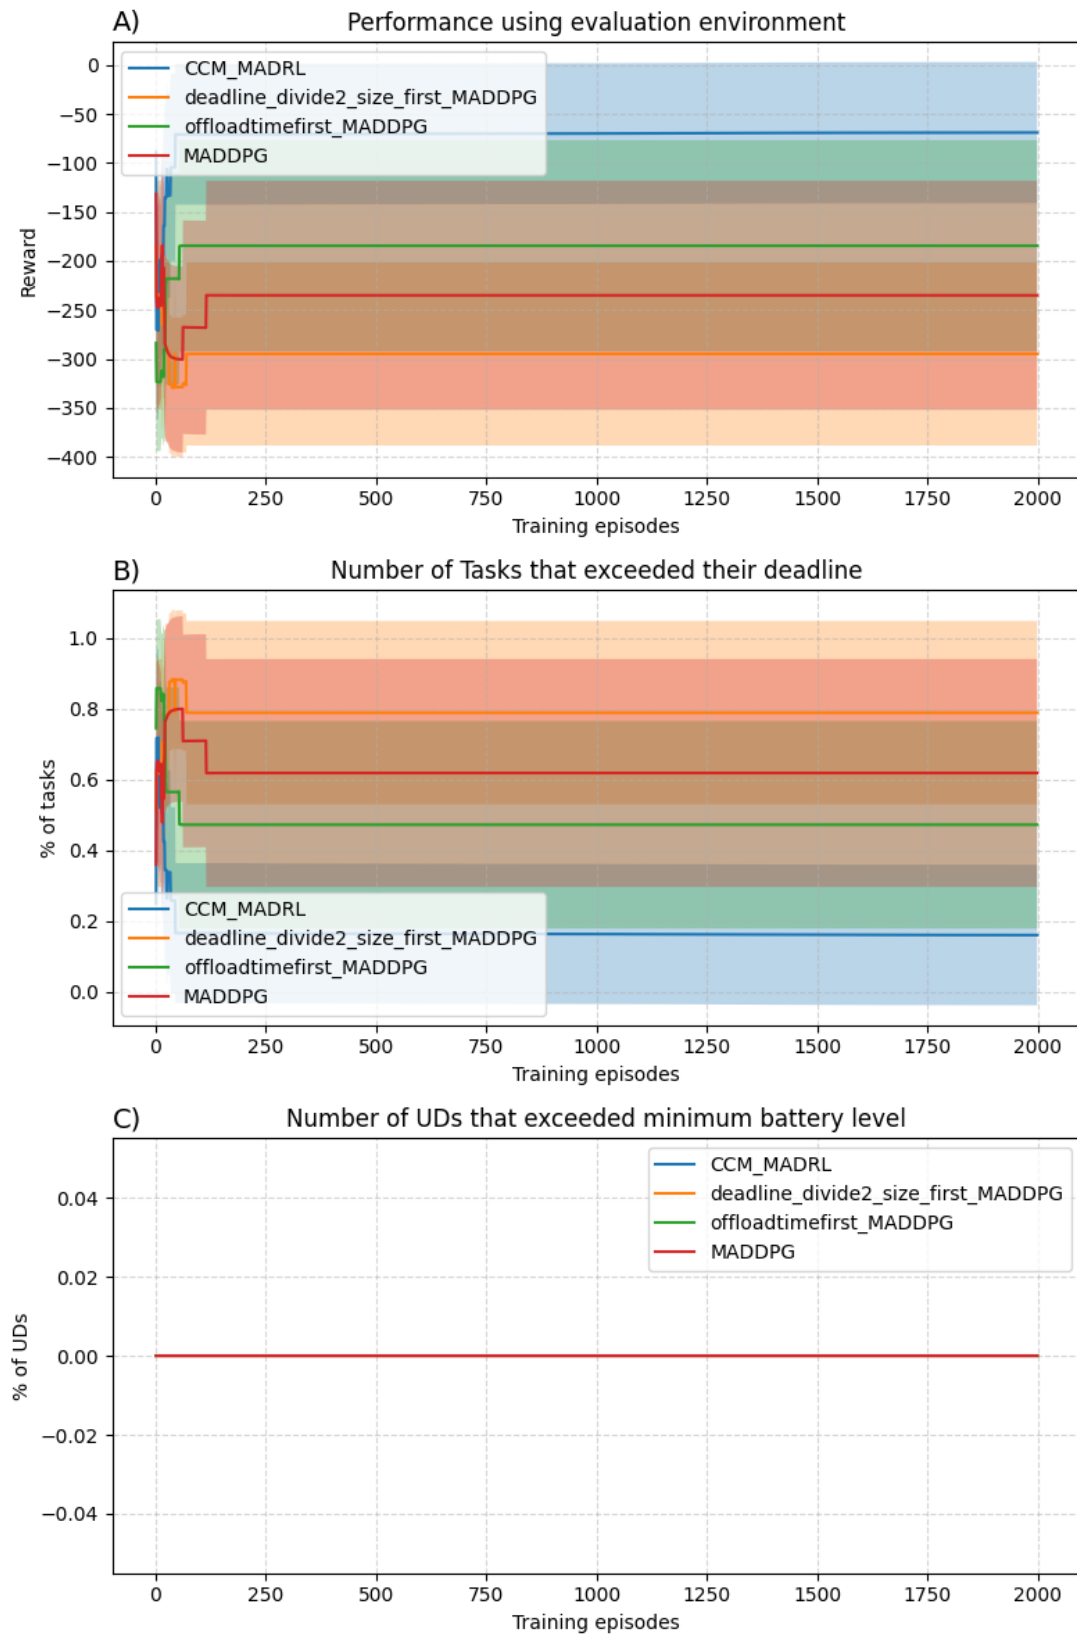 A) Performance using evaluation environment
CCM_MADRL
deadline_divide2_size_first_MADDPG
offloadtimefirst_MADDPG
MADDPG
Reward
0
−50
−100
−150
−200
−250
−300
−350
−400
0 250 500 750 1000 1250 1500 1750 2000
Training episodes
B) Number of Tasks that exceeded their deadline
% of tasks
1.0
0.8
0.6
0.4
0.2
0.0
CCM_MADRL
deadline_divide2_size_first_MADDPG
offloadtimefirst_MADDPG
MADDPG
0 250 500 750 1000 1250 1500 1750 2000
Training episodes
C) Number of UDs that exceeded minimum battery level
CCM_MADRL
deadline_divide2_size_first_MADDPG
offloadtimefirst_MADDPG
MADDPG
% of UDs
0.04
0.02
0.00
−0.02
−0.04
0 250 500 750 1000 1250 1500 1750 2000
Training episodes